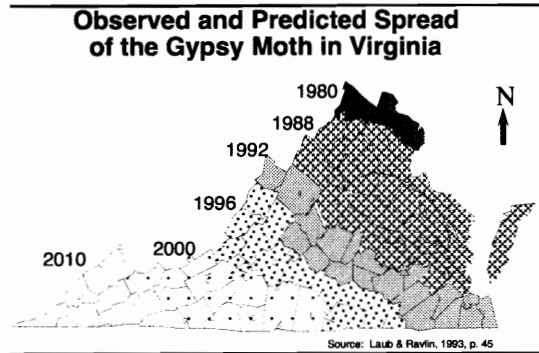 Observed and Predicted Spread
of the Gypsy Moth in Virginia
1980
N
1988
1992
1996
2000
2010
Source: Laub & Ravlin, 1993, p. 45